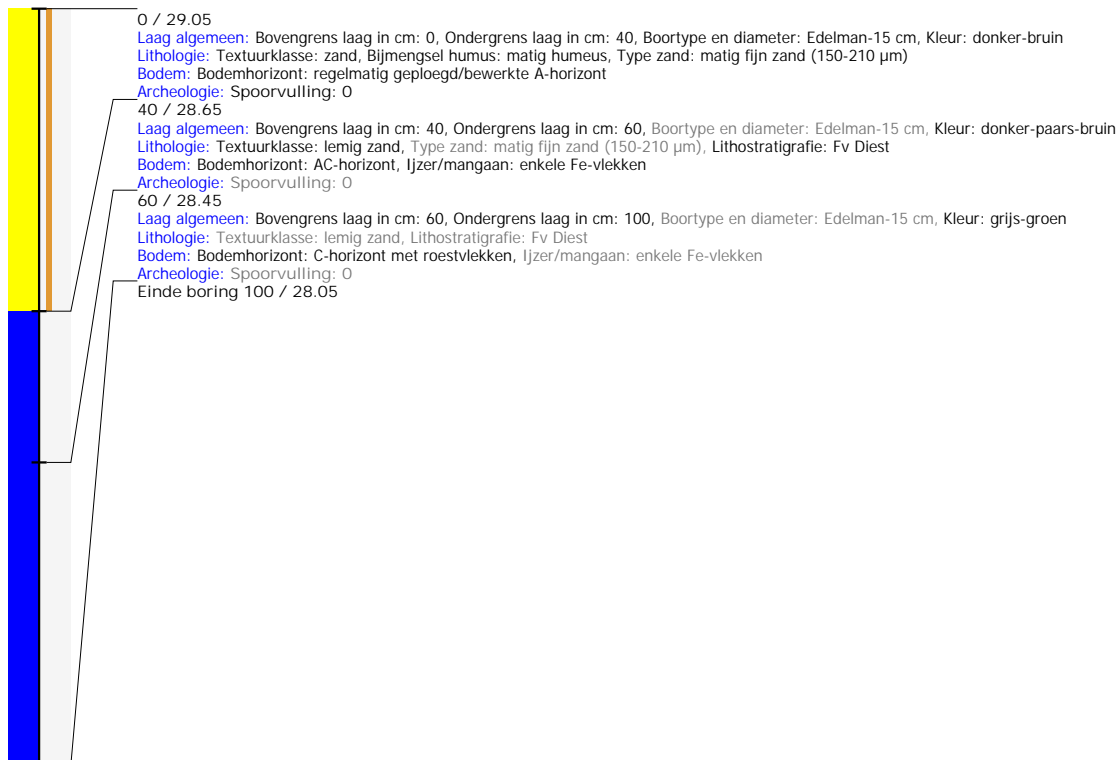 0 / 29.05
Laag algemeen: Bovengrens laag in cm: 0, Ondergrens laag in cm: 40, Boortype en diameter: Edelman-15 cm, Kleur: donker-bruin
Lithologie: Textuurklasse: zand, Bijmengsel humus: matig humeus, Type zand: matig fijn zand (150-210 µm)
Bodem: Bodemhorizont: regelmatig geploegd/bewerkte A-horizont
Archeologie: Spoorvulling: 0
40 / 28.65
Laag algemeen: Bovengrens laag in cm: 40, Ondergrens laag in cm: 60, Boortype en diameter: Edelman-15 cm, Kleur: donker-paars-bruin
Lithologie: Textuurklasse: lemig zand, Type zand: matig fijn zand (150-210 µm), Lithostratigrafie: Fv Diest
Bodem: Bodemhorizont: AC-horizont, Ijzer/mangaan: enkele Fe-vlekken
Archeologie: Spoorvulling: 0
60 / 28.45
Laag algemeen: Bovengrens laag in cm: 60, Ondergrens laag in cm: 100, Boortype en diameter: Edelman-15 cm, Kleur: grijs-groen
Lithologie: Textuurklasse: lemig zand, Lithostratigrafie: Fv Diest
Bodem: Bodemhorizont: C-horizont met roestvlekken, Ijzer/mangaan: enkele Fe-vlekken
Archeologie: Spoorvulling: 0
Einde boring 100 / 28.05